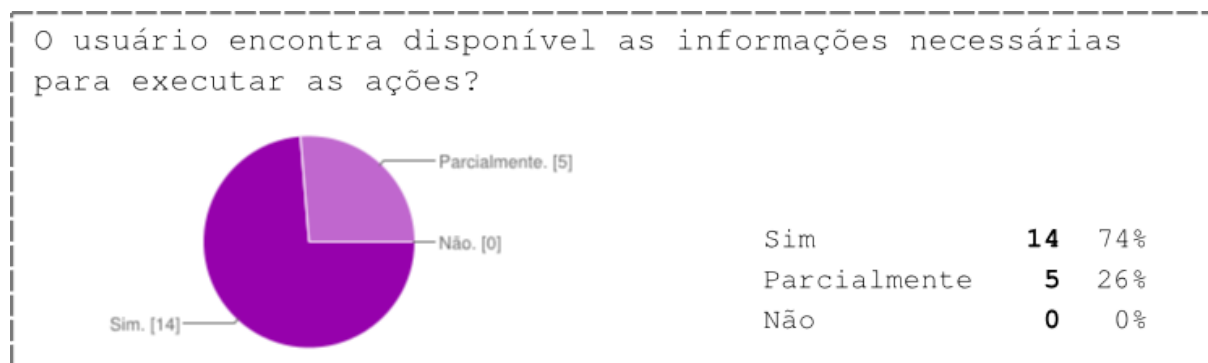 O usuário encontra disponível as informações necessárias
para executar as ações?
Parcialmente. [5]
Não. [0]
Sim. [14]
Sim 14 74%
Parcialmente 5 26%
Não 0 0%